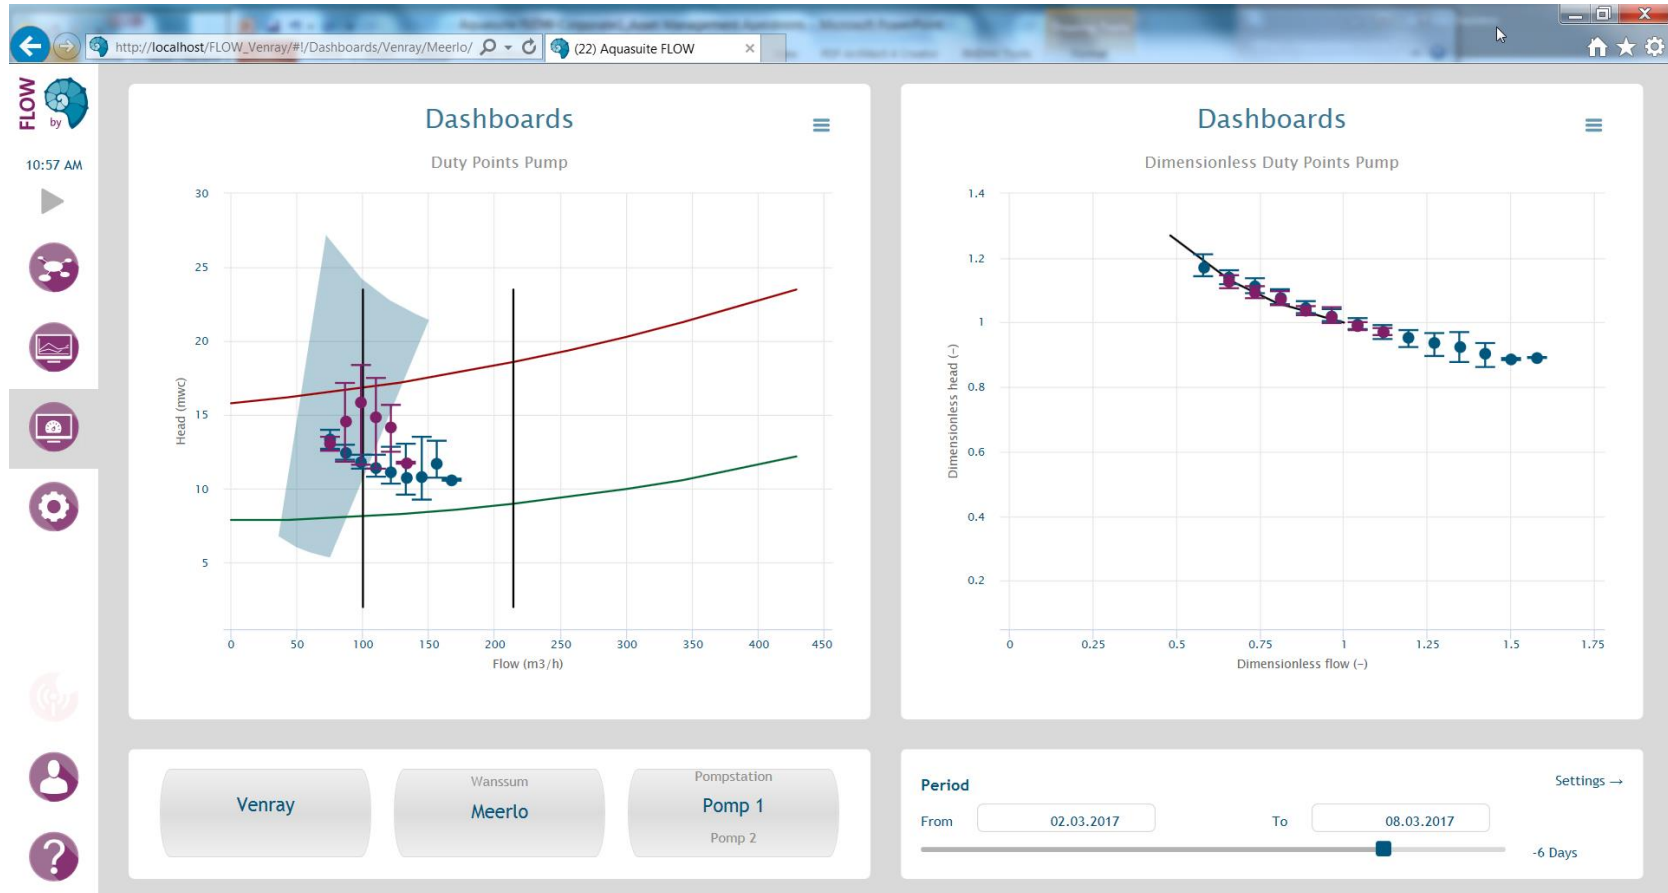 http://localhost/FLOW_Venray/#!/Dashboards/Venray/Meerlo/
(22) Aquasuite FLOW
FLOW
by
10:57 AM
Dashboards
Duty Points Pump
30
25
20
15
10
5
Head (mwc)
0 50 100 150 200 250 300 350 400 450
Flow (m3/h)
Dashboards
Dimensionless Duty Points Pump
1.4
1.2
1
0.8
0.6
0.4
0.2
Dimensionless head (-)
0 0.25 0.5 0.75 1 1.25 1.5 1.75
Dimensionless flow (-)
Venray
Wanssum
Meerlo
Pompstation
Pomp 1
Pomp 2
Period
Settings →
From 02.03.2017 To 08.03.2017
-6 Days